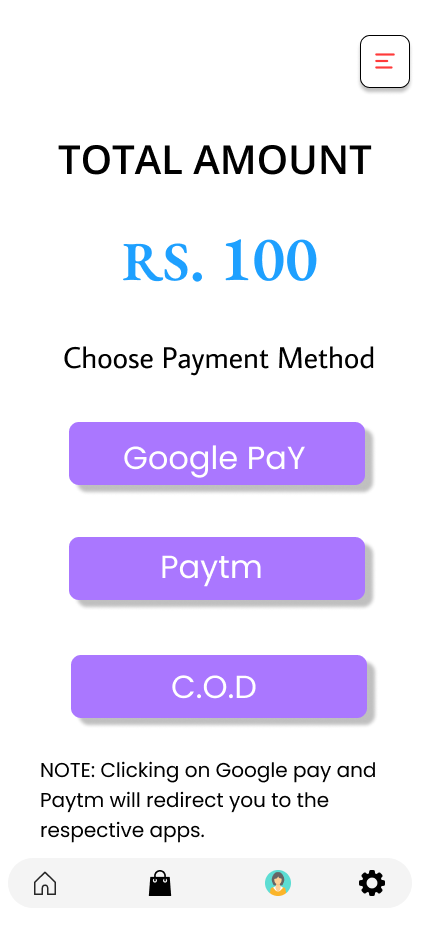 TOTAL AMOUNT
RS. 100
Choose Payment Method
Google PaY
Paytm
C.O.D
NOTE: Clicking on Google pay and
Paytm will redirect you to the
respective apps.